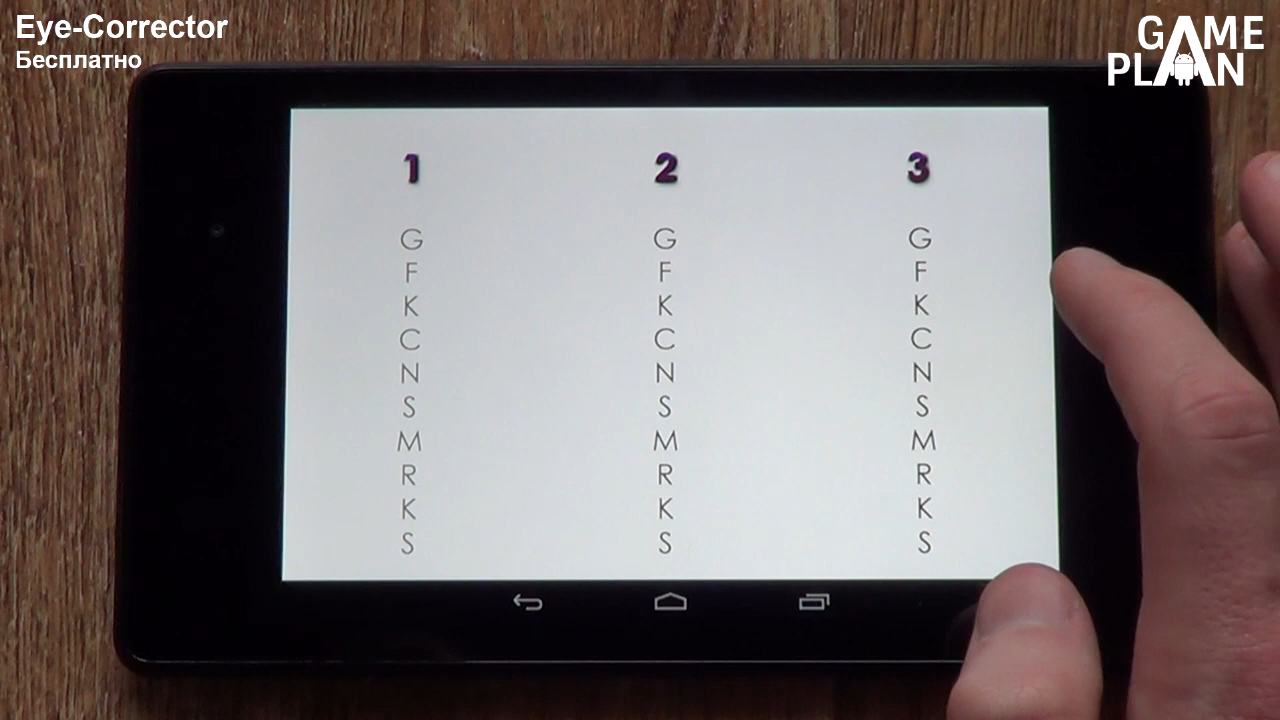 Eye-Corrector
Бесплатно
GAME
PLAN
1 2 3
G G G
F F F
K K K
C C C
N N N
S S S
M M M
R R R
K K K
S S S